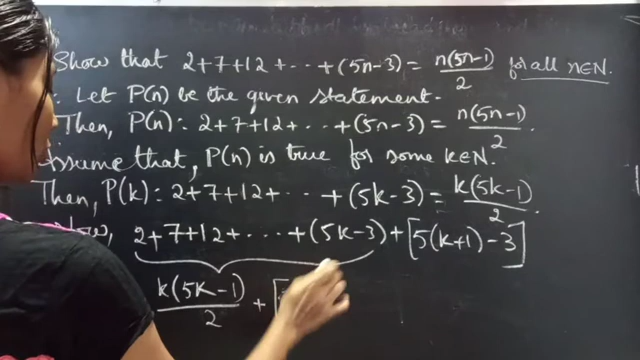 Show that 2+7+12+ ... +(5n-3) = n(5n-1)/2 for all n∈N.
. Let P(n) be the given statement.
Then, P(n): 2+7+12+ ... +(5n-3) = n(5n-1)/2.
Assume that, P(n) is true for some k∈N.
Then, P(k): 2+7+12+ ... +(5k-3) = k(5k-1)/2.
2+7+12+ .... +(5k-3)+[5(k+1)-3]
k(5k-1)/2 + [